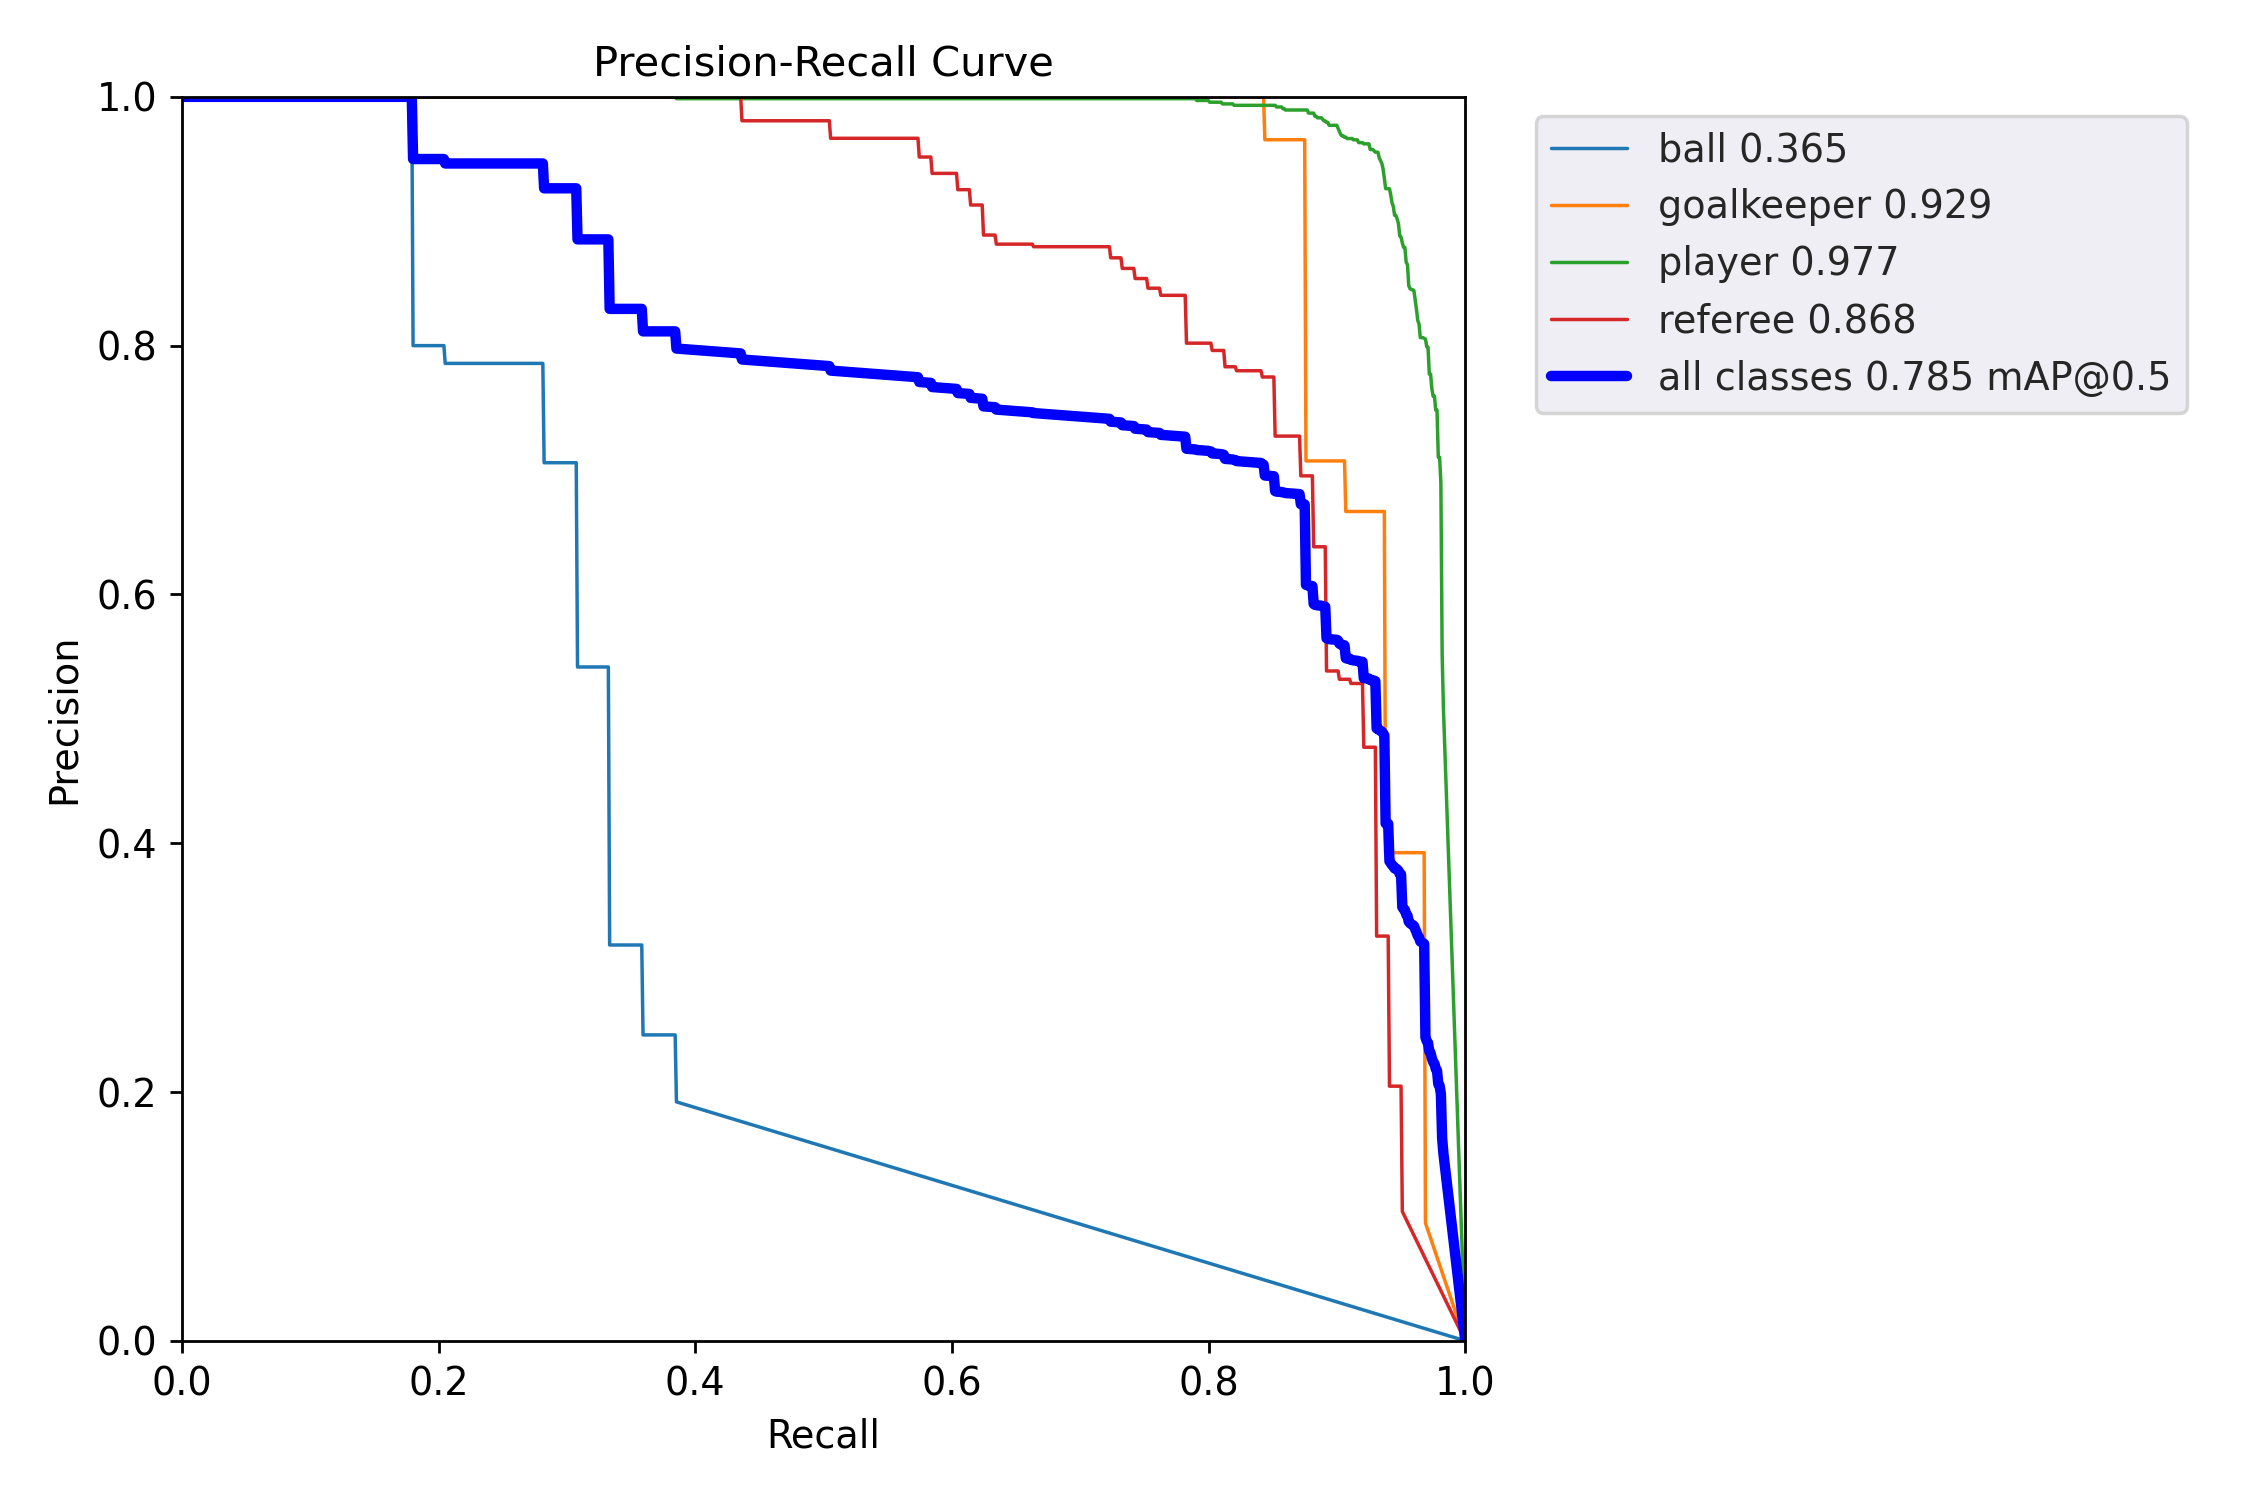 Precision-Recall Curve
1.0
0.8
0.6
0.4
0.2
0.0
Precision
0.0 0.2 0.4 0.6 0.8 1.0
Recall
ball 0.365
goalkeeper 0.929
player 0.977
referee 0.868
all classes 0.785 mAP@0.5